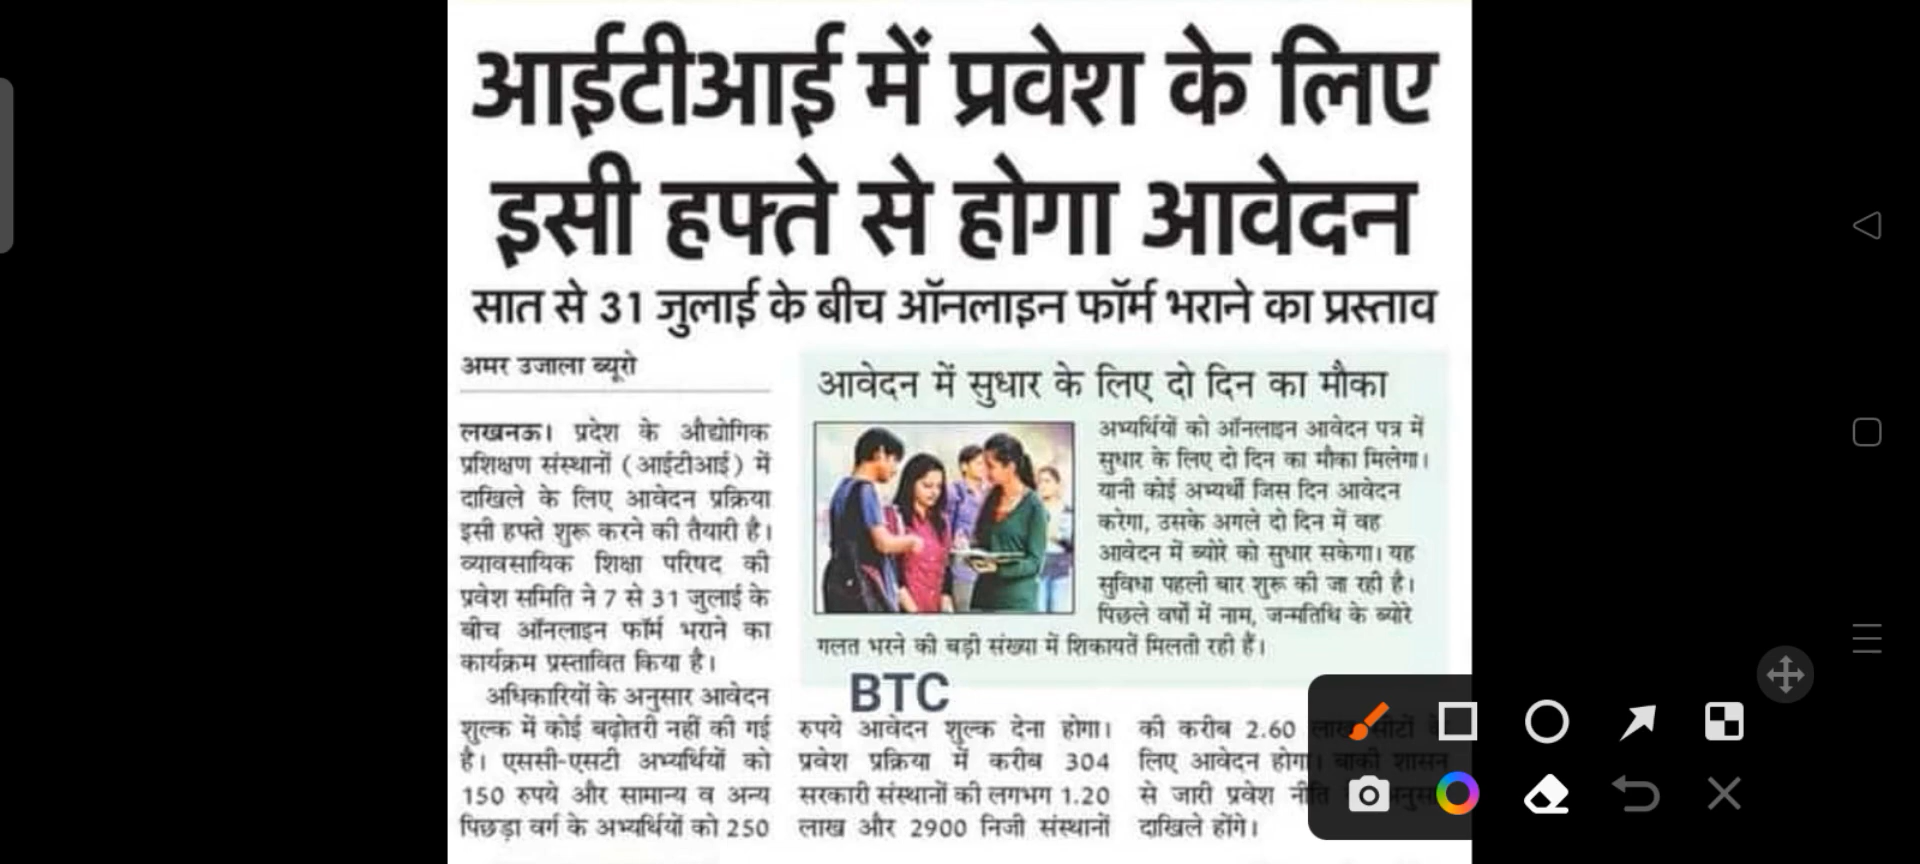 आईटीआई में प्रवेश के लिए
इसी हफ्ते से होगा आवेदन
सात से 31 जुलाई के बीच ऑनलाइन फॉर्म भराने का प्रस्ताव
अमर उजाला ब्यूरो
लखनऊ। प्रदेश के औद्योगिक
प्रशिक्षण संस्थानों (आईटीआई) में
दाखिले के लिए आवेदन प्रक्रिया
इसी हफ्ते शुरू करने की तैयारी है।
व्यावसायिक शिक्षा परिषद की
प्रवेश समिति ने 7 से 31 जुलाई के
बीच ऑनलाइन फॉर्म भराने का
कार्यक्रम प्रस्तावित किया है।
अधिकारियों के अनुसार आवेदन
शुल्क में कोई बढ़ोतरी नहीं की गई
है। एससी-एसटी अभ्यर्थियों को
150 रुपये और सामान्य व अन्य
पिछड़ा वर्ग के अभ्यर्थियों को 250
आवेदन में सुधार के लिए दो दिन का मौका
अभ्यर्थियों को ऑनलाइन आवेदन पत्र में
सुधार के लिए दो दिन का मौका मिलेगा।
यानी कोई अभ्यर्थी जिस दिन आवेदन
करेगा, उसके अगले दो दिन में वह
आवेदन में ब्योरे को सुधार सकेगा। यह
सुविधा पहली बार शुरू की जा रही है।
पिछले वर्षों में नाम, जन्मतिथि के ब्योरे
गलत भरने की बड़ी संख्या में शिकायतें मिलती रही हैं।
BTC
रुपये आवेदन शुल्क देना होगा।
प्रवेश प्रक्रिया में करीब 304
सरकारी संस्थानों की लगभग 1.20
लाख और 2900 निजी संस्थानों
की करीब 2.60 लाख सीटों के
लिए आवेदन होगा। बाकी शासन
से जारी प्रवेश नीति
दाखिले होंगे।